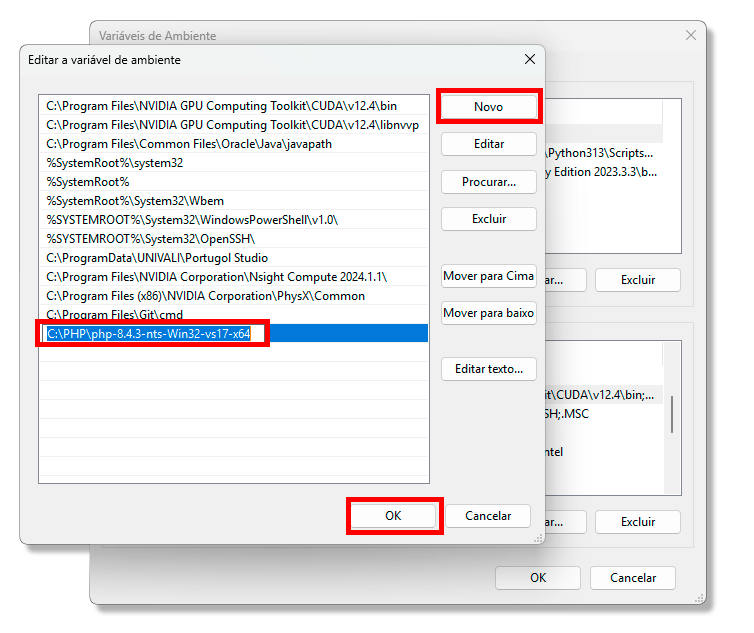 Variáveis de Ambiente
Editar a variável de ambiente
C:\Program Files\NVIDIA GPU Computing Toolkit\CUDA\v12.4\bin
C:\Program Files\NVIDIA GPU Computing Toolkit\CUDA\v12.4\libnvvp
C:\Program Files\Common Files\Oracle\Java\javapath
%SystemRoot%\system32
%SystemRoot%
%SystemRoot%\System32\Wbem
%SYSTEMROOT%\System32\WindowsPowerShell\v1.0\
%SYSTEMROOT%\System32\OpenSSH\
C:\ProgramData\UNIVALI\Portugol Studio
C:\Program Files\NVIDIA Corporation\Nsight Compute 2024.1.1\
C:\Program Files (x86)\NVIDIA Corporation\PhysX\Common
C:\Program Files\Git\cmd
C:\PHP\php-8.4.3-nts-Win32-vs17-x64
Novo
Editar
Procurar...
Excluir
Mover para Cima
Mover para baixo
Editar texto...
OK
Cancelar
\Python313\Scripts...
y Edition 2023.3.3\b...
ar...
Excluir
it\CUDA\v12.4\bin;...
SH;.MSC
ntel
ar...
Excluir
OK
Cancelar